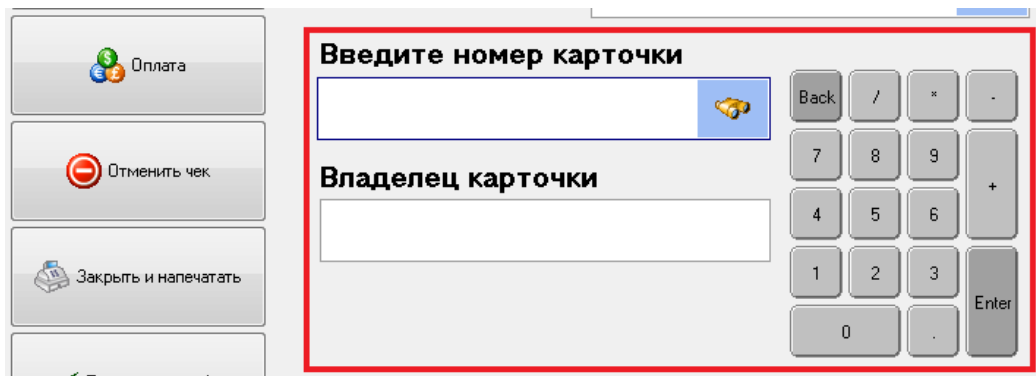 Оплата
Отменить чек
Закрыть и напечатать
Введите номер карточки
Владелец карточки
Back / * -
7 8 9
+
4 5 6
1 2 3
Enter
0 .